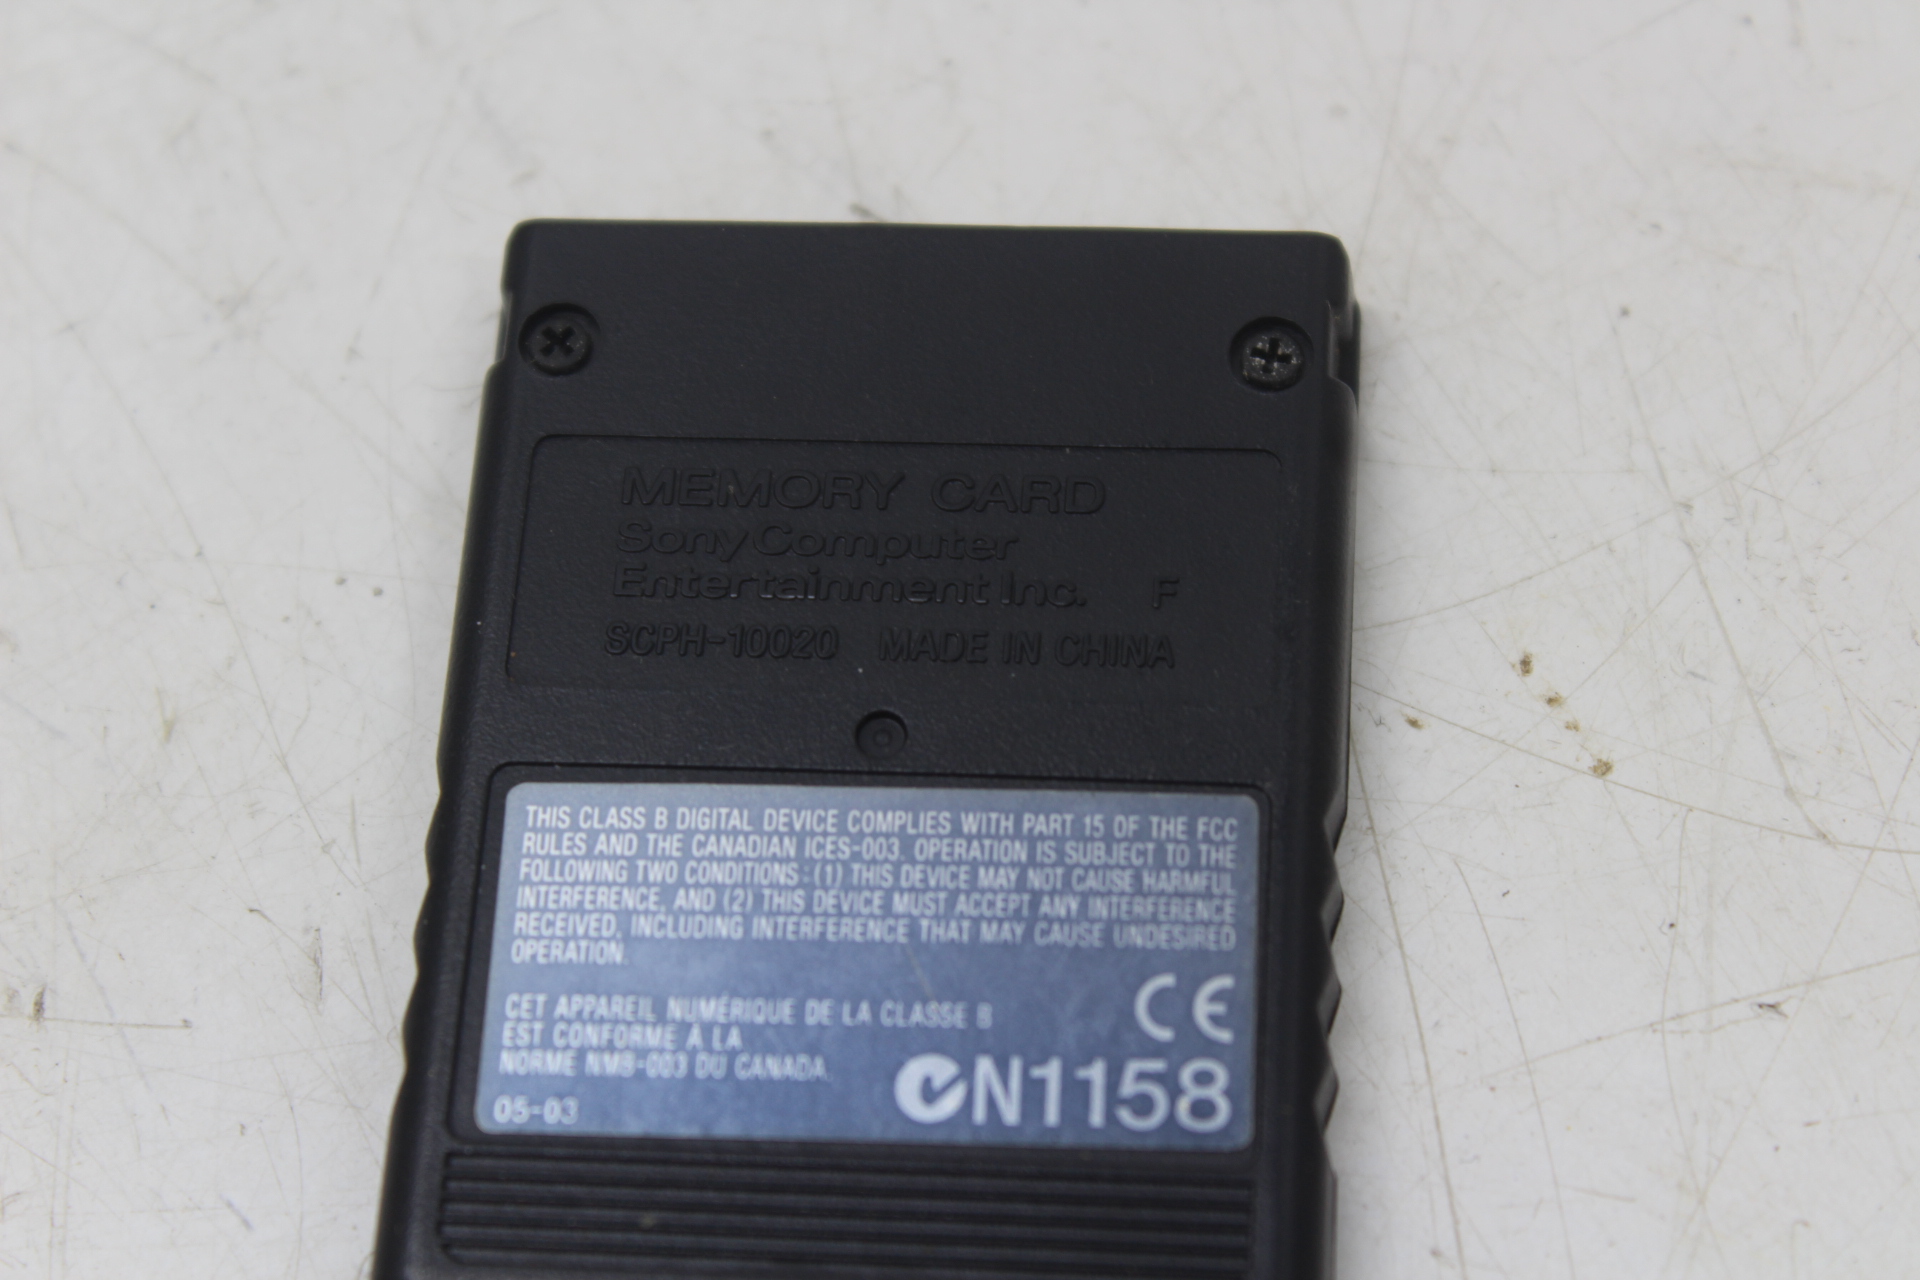 MEMORY CARD
Sony Computer
Entertainment Inc. F
SCPH-10020 MADE IN CHINA
THIS CLASS B DIGITAL DEVICE COMPLIES WITH PART 15 OF THE FCC
RULES AND THE CANADIAN ICES-003. OPERATION IS SUBJECT TO THE
FOLLOWING TWO CONDITIONS : (1) THIS DEVICE MAY NOT CAUSE HARMFUL
INTERFERENCE, AND (2) THIS DEVICE MUST ACCEPT ANY INTERFERENCE
RECEIVED, INCLUDING INTERFERENCE THAT MAY CAUSE UNDESIRED
OPERATION.
CET APPAREIL NUMÉRIQUE DE LA CLASSE B
EST CONFORME À LA
NORME NMB-003 DU CANADA.
CE
N1158
05-03